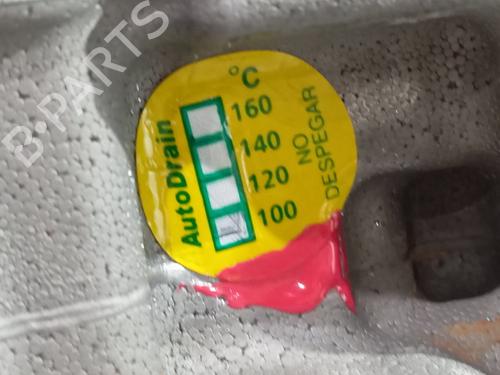 B-PARTS
°C
160
140
120
100
AutoDrain
NO
DESPEGAR